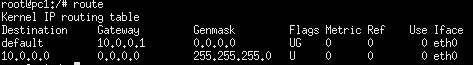 root@pc1:/# route
Kernel IP routing table
Destination Gateway Genmask Flags Metric Ref Use Iface
default 10.0.0.1 0.0.0.0 UG 0 0 0 eth0
10.0.0.0 0.0.0.0 255.255.255.0 U 0 0 0 eth0